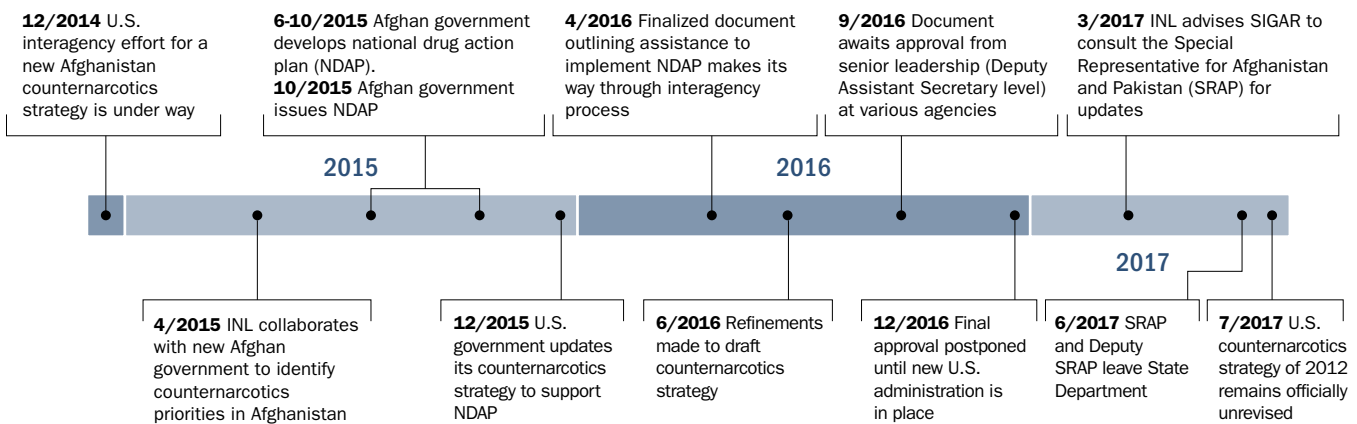 12/2014 U.S.
interagency effort for a
new Afghanistan
counternarcotics
strategy is under way
6-10/2015 Afghan government
develops national drug action
plan (NDAP).
10/2015 Afghan government
issues NDAP
4/2016 Finalized document
outlining assistance to
implement NDAP makes its
way through interagency
process
9/2016 Document
awaits approval from
senior leadership (Deputy
Assistant Secretary level)
at various agencies
3/2017 INL advises SIGAR to
consult the Special
Representative for Afghanistan
and Pakistan (SRAP) for
updates
2015
2016
2017
4/2015 INL collaborates
with new Afghan
government to identify
counternarcotics
priorities in Afghanistan
12/2015 U.S.
government updates
its counternarcotics
strategy to support
NDAP
6/2016 Refinements
made to draft
counternarcotics
strategy
12/2016 Final
approval postponed
until new U.S.
administration is
in place
6/2017 SRAP
and Deputy
SRAP leave State
Department
7/2017 U.S.
counternarcotics
strategy of 2012
remains officially
unrevised